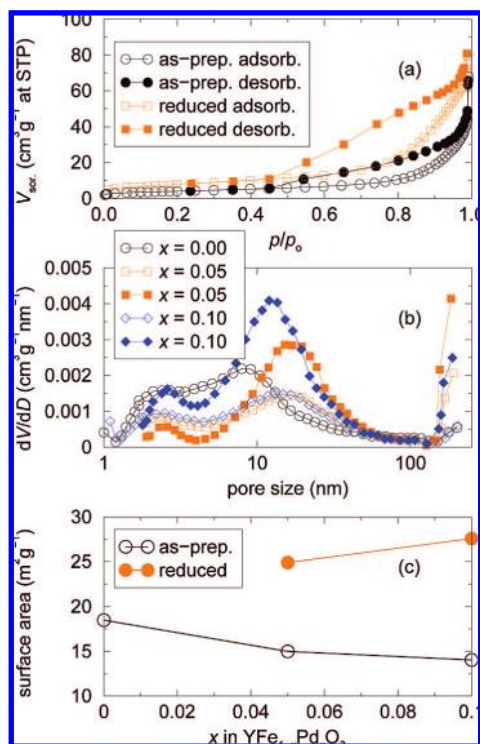 80
60
40
20
0
V_sor. (cm³g⁻¹ at STP)
as-prep. adsorb.
as-prep. desorb.
reduced adsorb.
reduced desorb.
(a)
0.0 0.2 0.4 0.6 0.8 1.0
p/p₀
x = 0.00
x = 0.05
x = 0.05
x = 0.10
x = 0.10
(b)
0.005
0.004
0.003
0.002
0.001
0
dV/dD (cm³g⁻¹nm⁻¹)
1 10 100
pore size (nm)
as-prep.
reduced
(c)
30
25
20
15
10
surface area (m²g⁻¹)
0 0.02 0.04 0.06 0.08 0.1
x in YFe₁ Pd O₃